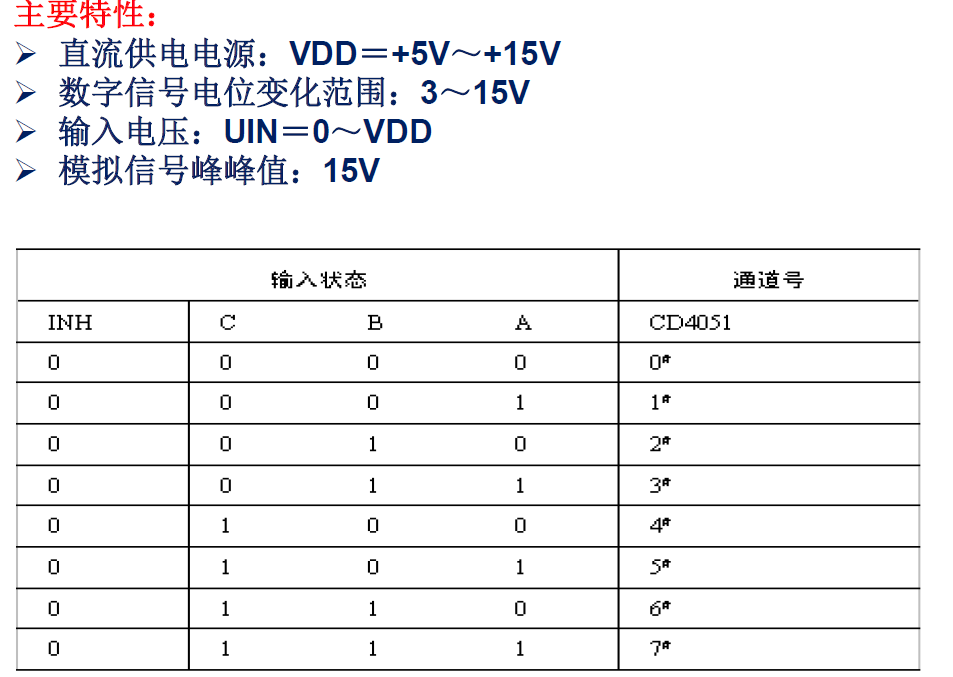 主要特性：
➢ 直流供电电源：VDD＝+5V～+15V
➢ 数字信号电位变化范围：3～15V
➢ 输入电压：UIN＝0～VDD
➢ 模拟信号峰峰值：15V
输入状态 通道号
INH C B A CD4051
0 0 0 0 0#
0 0 0 1 1#
0 0 1 0 2#
0 0 1 1 3#
0 1 0 0 4#
0 1 0 1 5#
0 1 1 0 6#
0 1 1 1 7#